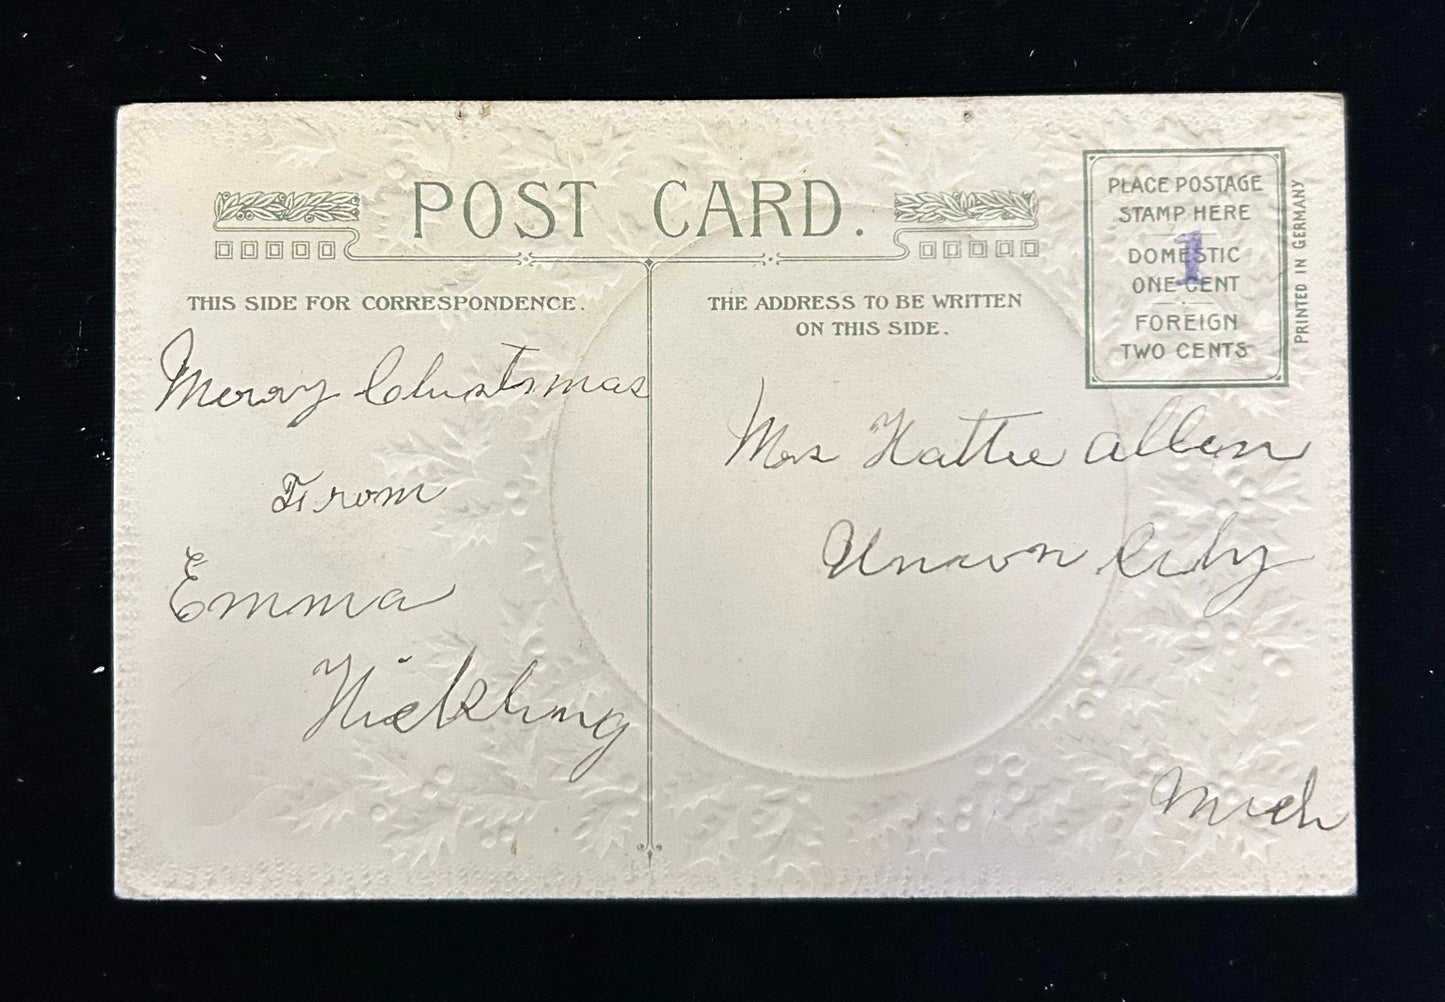 POST CARD.
THIS SIDE FOR CORRESPONDENCE.
Merry Christmas
From
Emma
Hickling
THE ADDRESS TO BE WRITTEN
ON THIS SIDE.
PLACE POSTAGE
STAMP HERE
DOMESTIC
ONE CENT
1
FOREIGN
TWO CENTS
PRINTED IN GERMANY
Mrs Hattie Allen
Union City
Mich